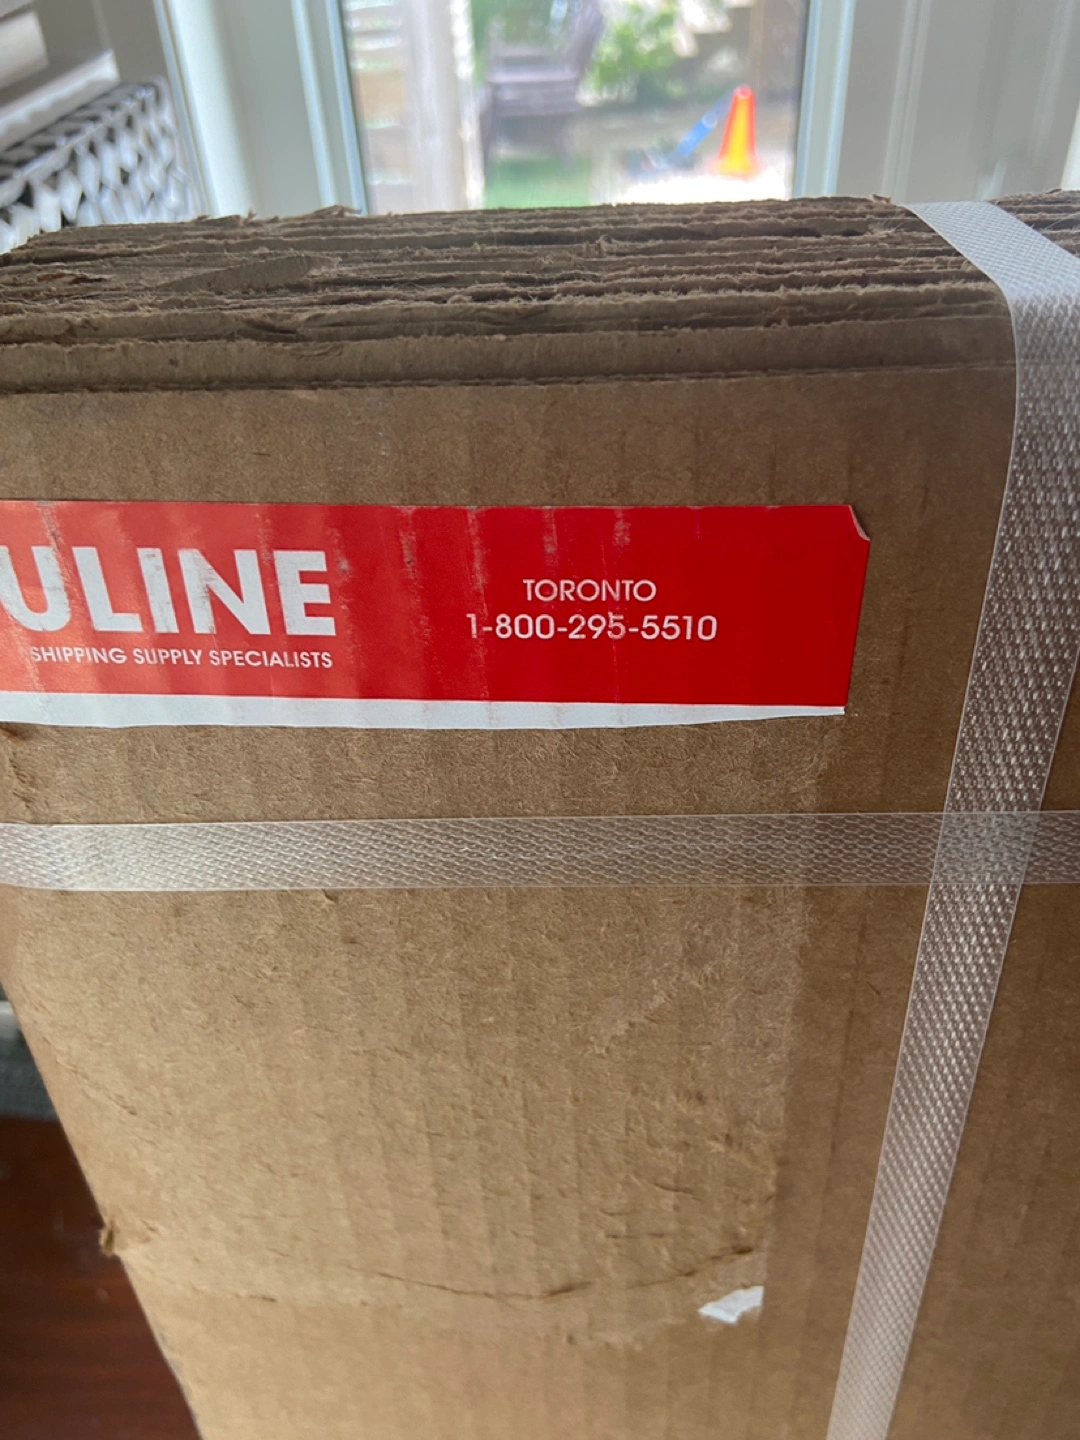 ULINE
SHIPPING SUPPLY SPECIALISTS
TORONTO
1-800-295-5510